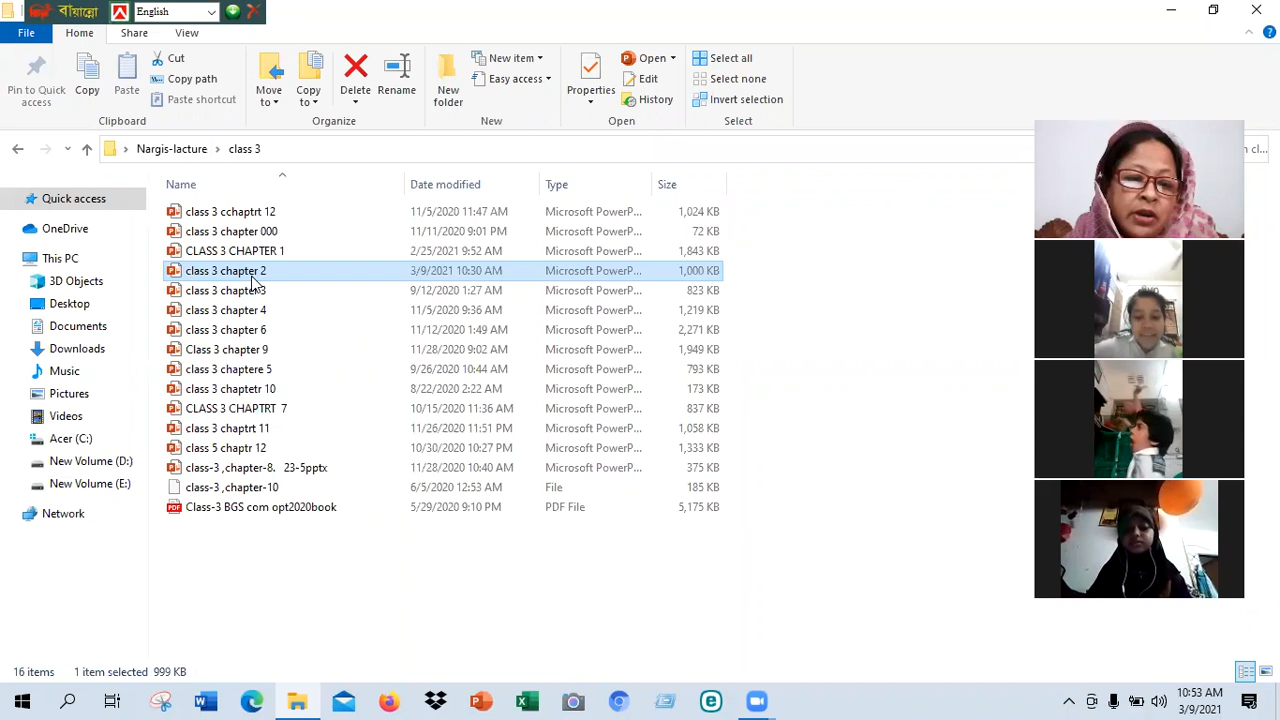 বায়ান্নো English
File Home Share View
Pin to Quick access
Copy
Paste
Cut
Copy path
Paste shortcut
Clipboard
Move to
Copy to
Delete
Rename
Organize
New folder
New item
Easy access
New
Properties
Open
Edit
History
Open
Select all
Select none
Invert selection
Select
Nargis-lacture class 3
Name Date modified Type Size
class 3 cchaptrt 12 11/5/2020 11:47 AM Microsoft PowerP... 1,024 KB
class 3 chapter 000 11/11/2020 9:01 PM Microsoft PowerP... 72 KB
CLASS 3 CHAPTER 1 2/25/2021 9:52 AM Microsoft PowerP... 1,843 KB
class 3 chapter 2 3/9/2021 10:30 AM Microsoft PowerP... 1,000 KB
class 3 chapter 3 9/12/2020 1:27 AM Microsoft PowerP... 823 KB
class 3 chapter 4 11/5/2020 9:36 AM Microsoft PowerP... 1,219 KB
class 3 chapter 6 11/12/2020 1:49 AM Microsoft PowerP... 2,271 KB
Class 3 chapter 9 11/28/2020 9:02 AM Microsoft PowerP... 1,949 KB
class 3 chaptere 5 9/26/2020 10:44 AM Microsoft PowerP... 793 KB
class 3 chaptetr 10 8/22/2020 2:22 AM Microsoft PowerP... 173 KB
CLASS 3 CHAPTRT 7 10/15/2020 11:36 AM Microsoft PowerP... 837 KB
class 3 chaptrt 11 11/26/2020 11:51 PM Microsoft PowerP... 1,058 KB
class 5 chaptr 12 10/30/2020 10:27 PM Microsoft PowerP... 1,333 KB
class-3 ,chapter-8. 23-5pptx 11/28/2020 10:40 AM Microsoft PowerP... 375 KB
class-3 ,chapter-10 6/5/2020 12:53 AM File 185 KB
Class-3 BGS com opt2020book 5/29/2020 9:10 PM PDF File 5,175 KB
Quick access
OneDrive
This PC
3D Objects
Desktop
Documents
Downloads
Music
Pictures
Videos
Acer (C:)
New Volume (D:)
New Volume (E:)
Network
16 items 1 item selected 999 KB
10:53 AM
3/9/2021